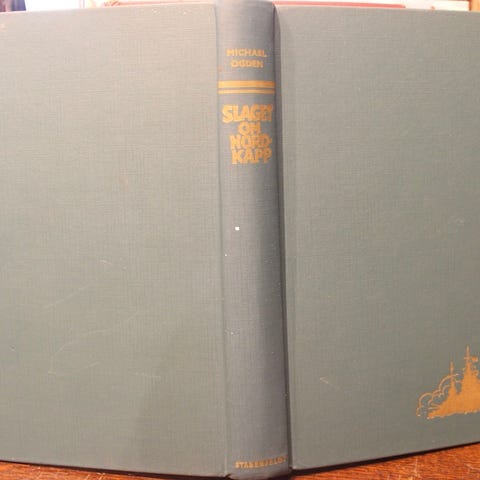 MICHAEL
OGDEN
SLAGET
OM
NORD-
KAPP
STABENFELDT